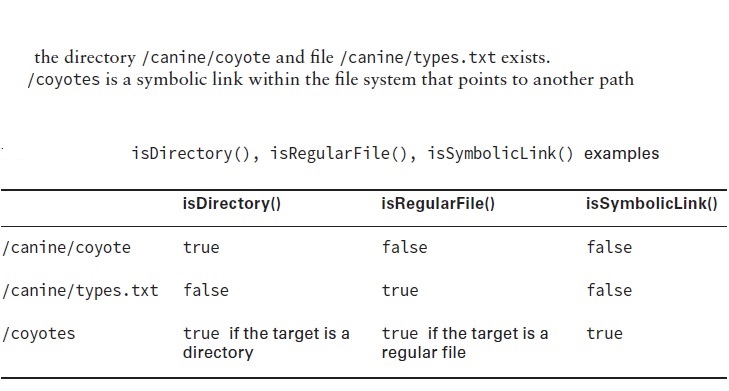 the directory /canine/coyote and file /canine/types.txt exists.
/coyotes is a symbolic link within the file system that points to another path
isDirectory(), isRegularFile(), isSymbolicLink() examples
isDirectory() isRegularFile() isSymbolicLink()
/canine/coyote true false false
/canine/types.txt false true false
/coyotes true if the target is a directory true if the target is a regular file true